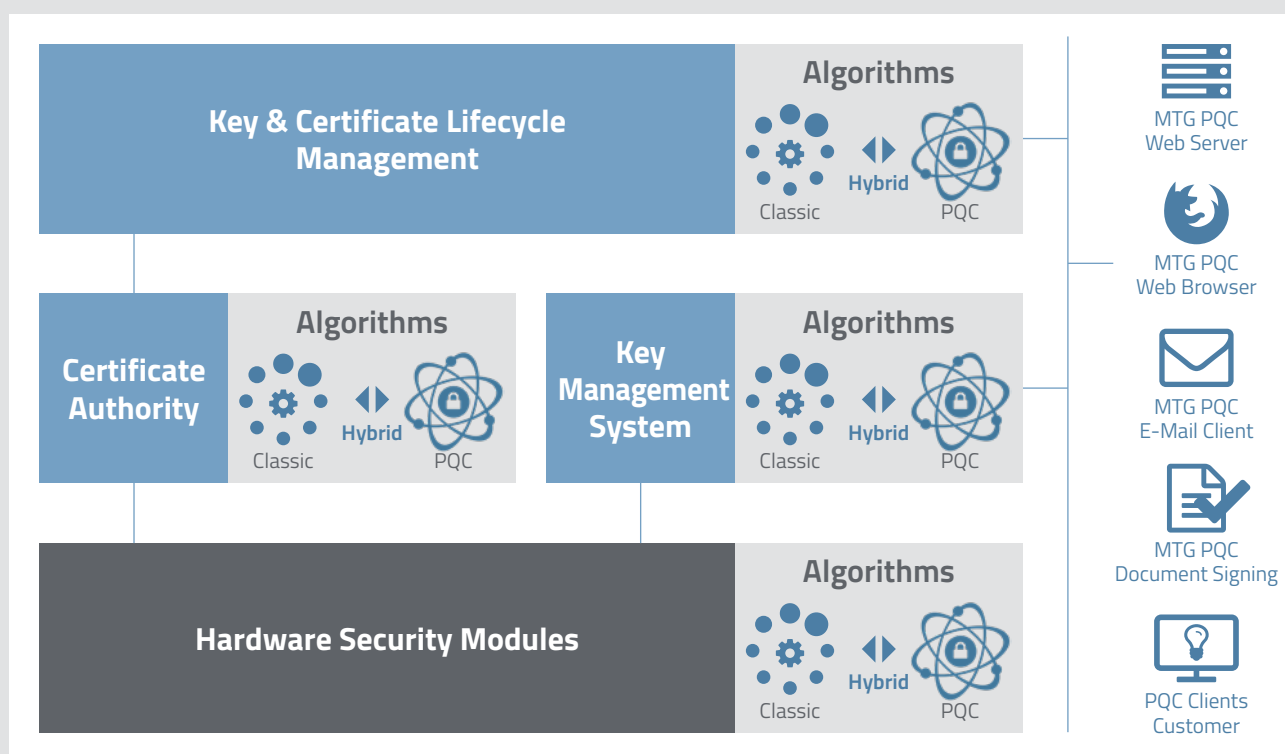 Key & Certificate Lifecycle
Management
Algorithms
Hybrid
Classic
PQC
Certificate
Authority
Algorithms
Hybrid
Classic
PQC
Key
Management
System
Algorithms
Hybrid
Classic
PQC
Hardware Security Modules
Algorithms
Hybrid
Classic
PQC
MTG PQC
Web Server
MTG PQC
Web Browser
MTG PQC
E-Mail Client
MTG PQC
Document Signing
PQC Clients
Customer